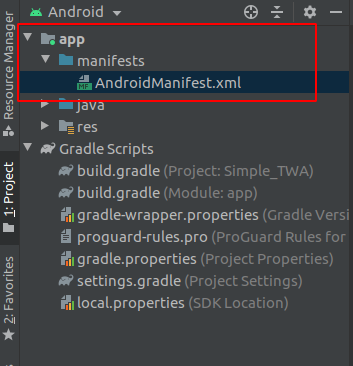 Android
app
manifests
AndroidManifest.xml
java
res
Gradle Scripts
build.gradle (Project: Simple_TWA)
build.gradle (Module: app)
gradle-wrapper.properties (Gradle Versi
proguard-rules.pro (ProGuard Rules for
gradle.properties (Project Properties)
settings.gradle (Project Settings)
local.properties (SDK Location)
Resource Manager
1: Project
2: Favorites